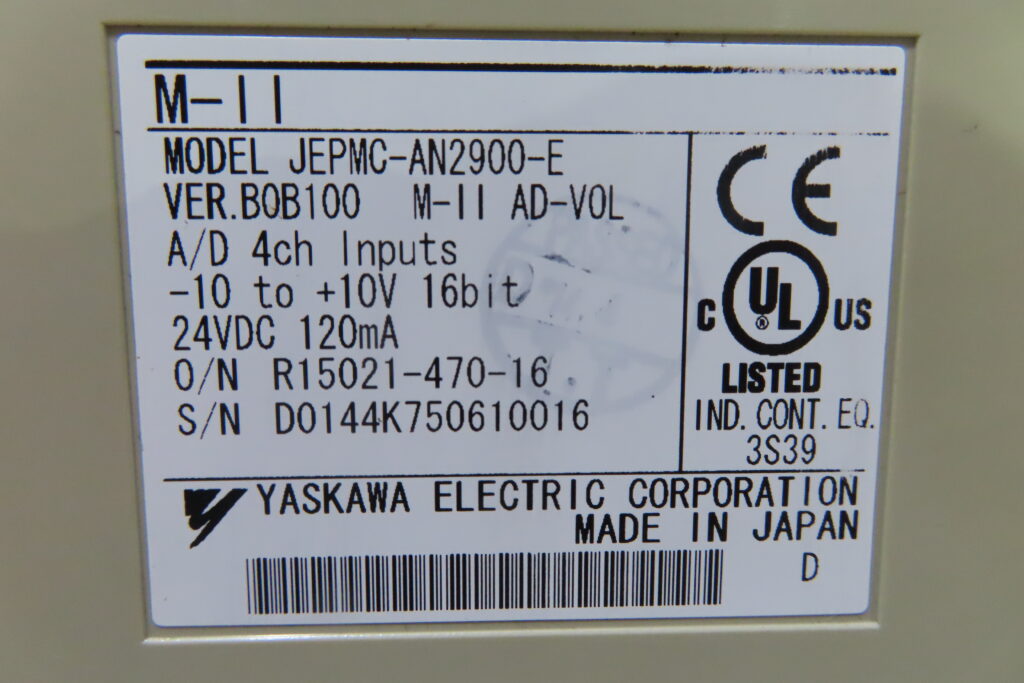 M-II
MODEL JEPMC-AN2900-E
VER.B0B100 M-II AD-VOL
A/D 4ch Inputs
-10 to +10V 16bit
24VDC 120mA
O/N R15021-470-16
S/N D0144K750610016
CE
C UL ® US
LISTED
IND. CONT. EQ.
3S39
YASKAWA ELECTRIC CORPORATION
MADE IN JAPAN
D